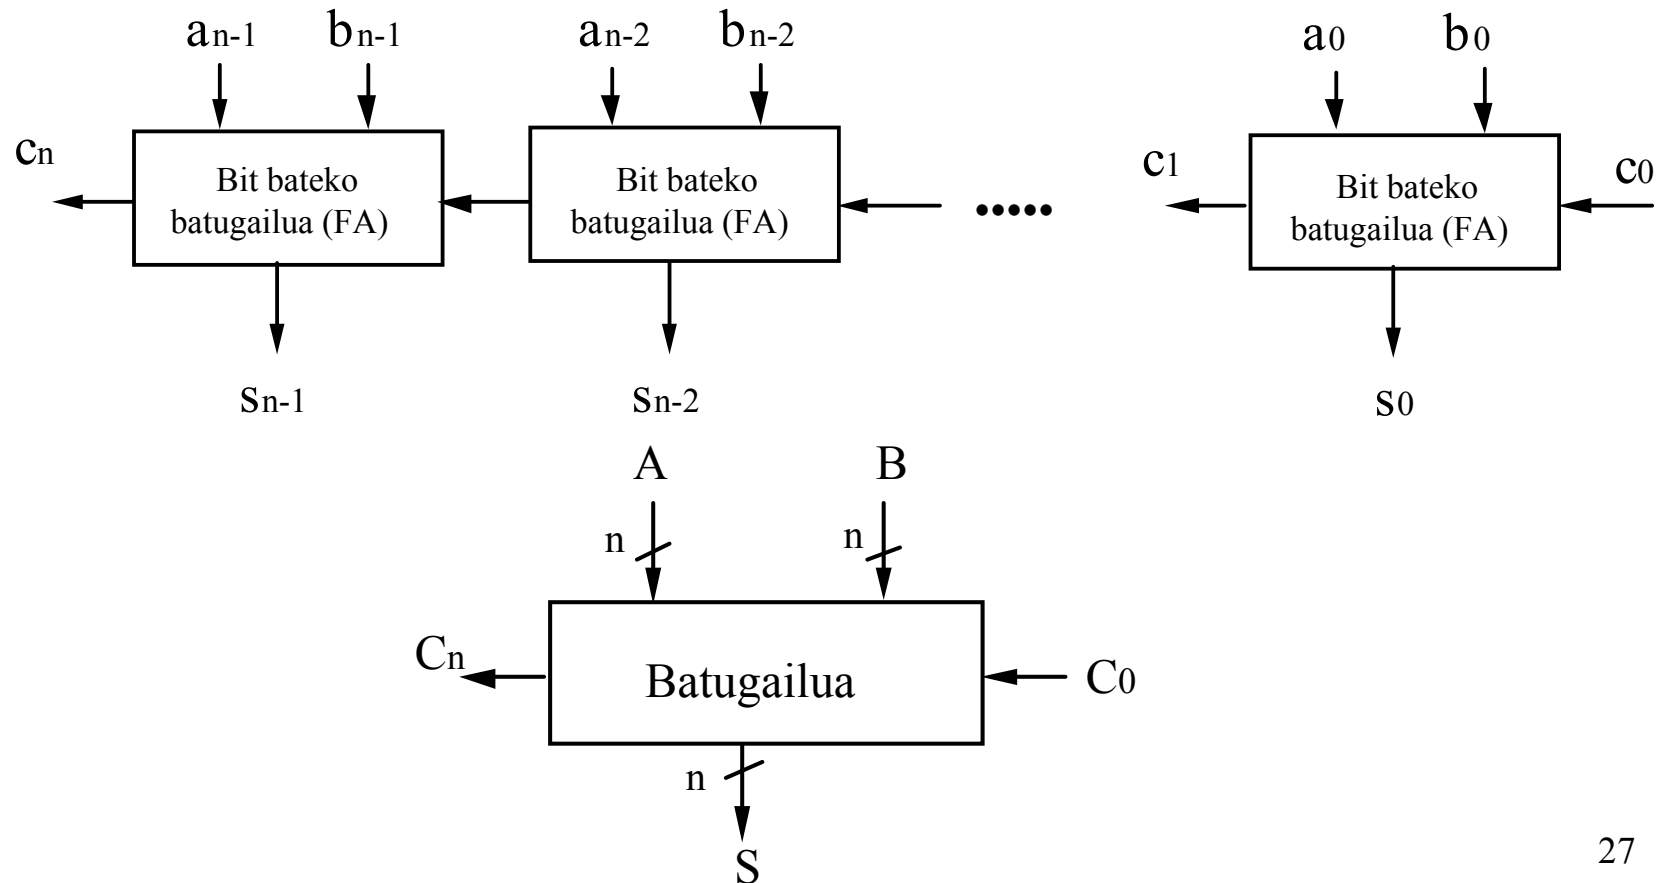 an-1 bn-1 an-2 bn-2 a0 b0
cn Bit bateko batugailua (FA) Bit bateko batugailua (FA) c1 Bit bateko batugailua (FA) c0
sn-1 sn-2 s0
A B
n n
Cn Batugailua C0
n
S
27